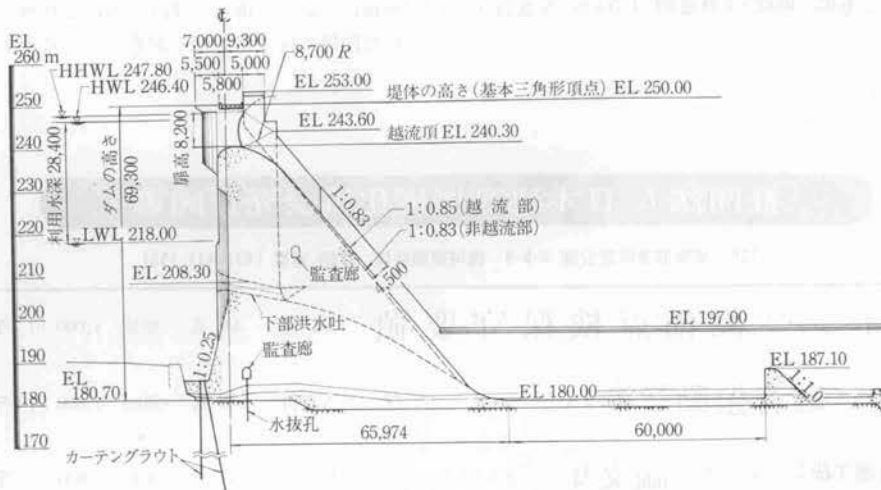 ℄
EL
260 m
7,000 9,300
5,500 5,000
5,800
8,700 R
HHWL 247.80
HWL 246.40
EL 253.00
堤体の高さ(基本三角形頂点) EL 250.00
250
EL 243.60
越流頂EL 240.30
240
利用水深 28,400
ダムの高さ
69,300
扉高 8,200
230
1:0.83
1:0.85(越流部)
1:0.83(非越流部)
220
LWL 218.00
210
EL 208.30
監査廊
4,500
200
下部洪水吐
EL 197.00
監査廊
190
1:0.25
EL 187.10
1:1.0
EL
180.70
EL 180.00
180
水抜孔
65,974
60,000
170
カーテングラウト